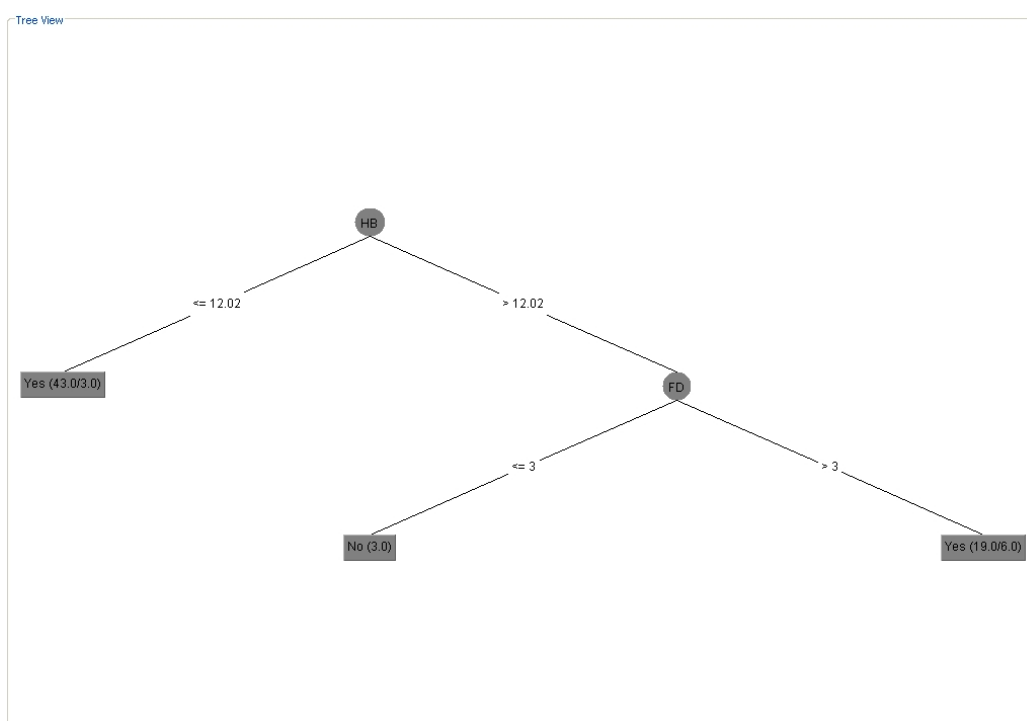 Tree View
HB
<= 12.02
> 12.02
Yes (43.0/3.0)
FD
<= 3
> 3
No (3.0)
Yes (19.0/6.0)